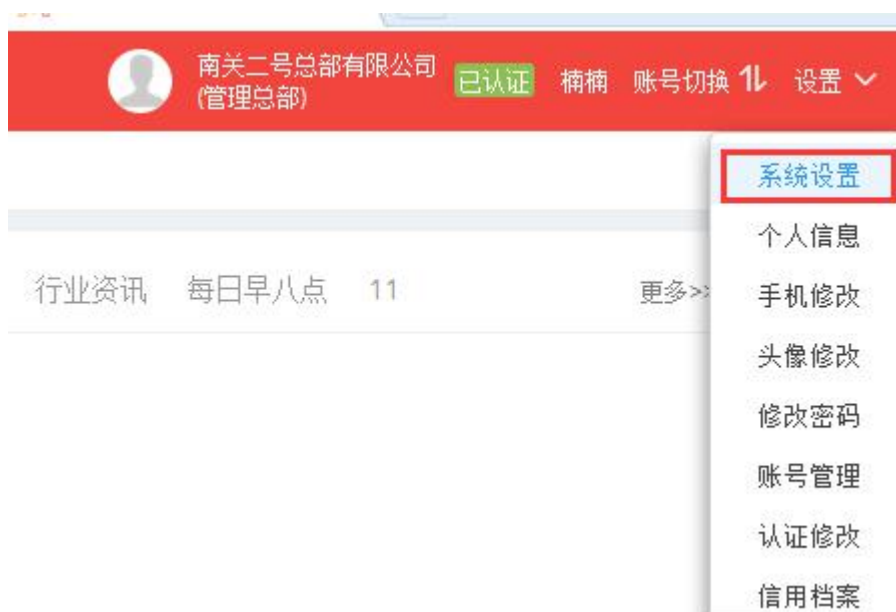 南关二号总部有限公司
(管理总部)
已认证 楠楠 账号切换 设置
系统设置
个人信息
行业资讯 每日早八点 11 更多>>
手机修改
头像修改
修改密码
账号管理
认证修改
信用档案